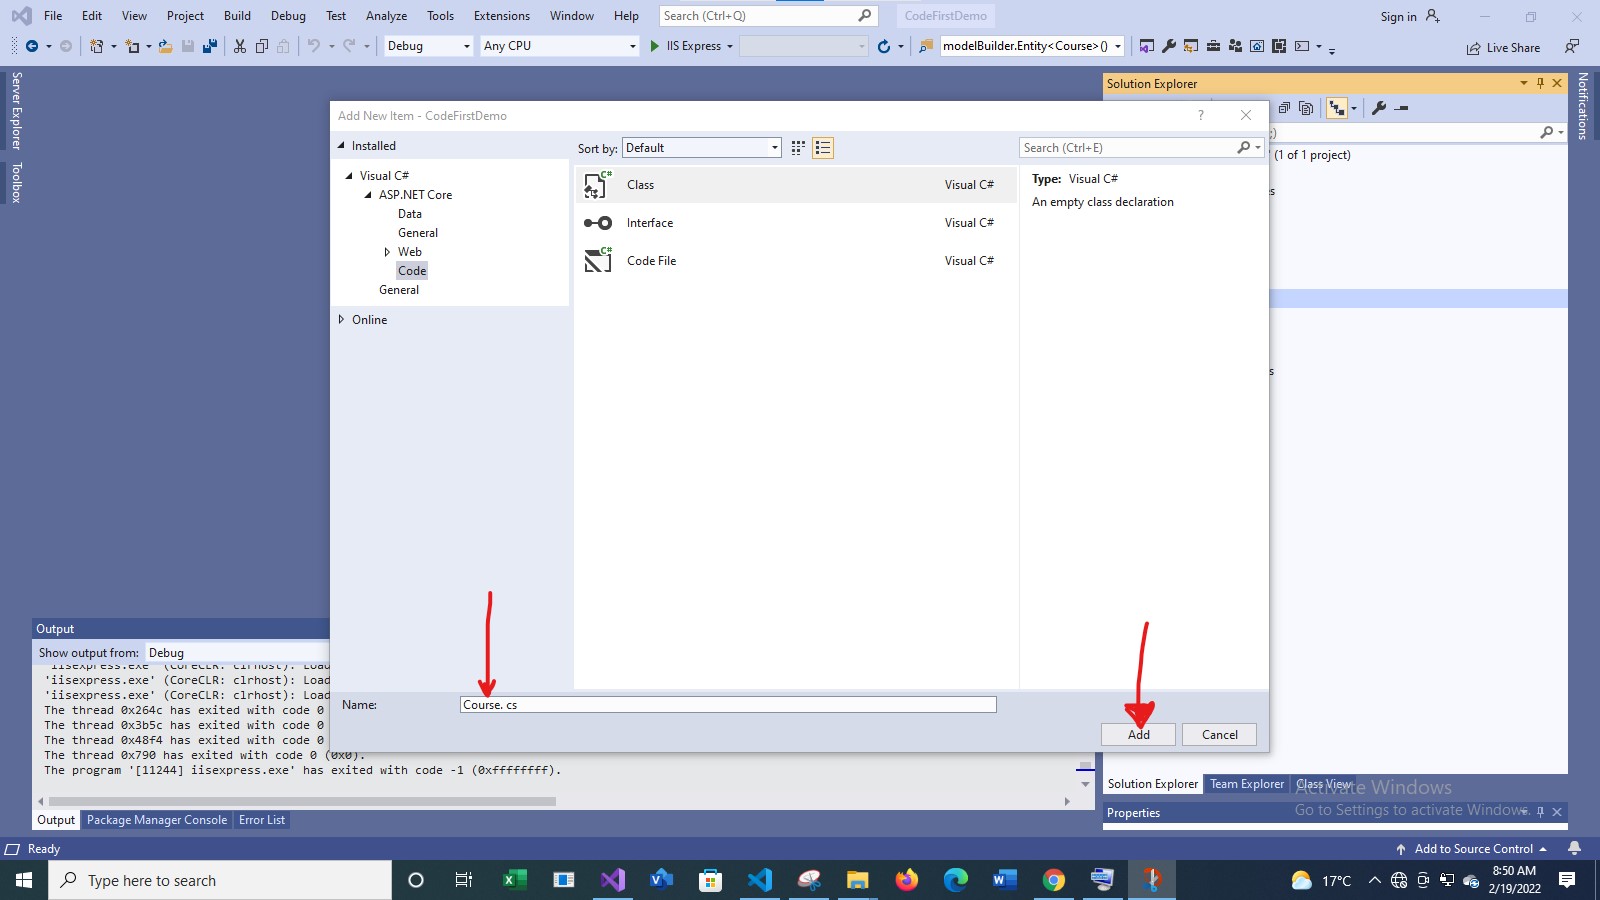 File Edit View Project Build Debug Test Analyze Tools Extensions Window Help Search (Ctrl+Q) CodeFirstDemo Sign in
Debug Any CPU IIS Express modelBuilder.Entity<Course>() Live Share
Server Explorer
Toolbox
Solution Explorer
Notifications
Add New Item - CodeFirstDemo ?
Installed
Sort by: Default
Search (Ctrl+E)
(1 of 1 project)
Visual C#
ASP.NET Core
Data
General
Web
Code
General
Online
Class Visual C#
Interface Visual C#
Code File Visual C#
Type: Visual C#
An empty class declaration
Output
Show output from: Debug
'iisexpress.exe' (CoreCLR: clrhost): Load
'iisexpress.exe' (CoreCLR: clrhost): Load
'iisexpress.exe' (CoreCLR: clrhost): Load
The thread 0x264c has exited with code 0
The thread 0x3b5c has exited with code 0
The thread 0x48f4 has exited with code 0
The thread 0x790 has exited with code 0 (0x0).
The program '[11244] iisexpress.exe' has exited with code -1 (0xffffffff).
Name: Course. cs
Add Cancel
Solution Explorer Team Explorer Class View
Activate Windows
Go to Settings to activate Windows.
Properties
Output Package Manager Console Error List
Ready Add to Source Control
Type here to search
17°C
8:50 AM
2/19/2022